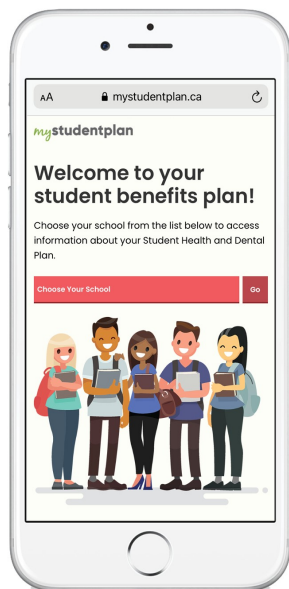 AA mystudentplan.ca
mystudentplan
Welcome to your
student benefits plan!
Choose your school from the list below to access
information about your Student Health and Dental
Plan.
Choose Your School Go